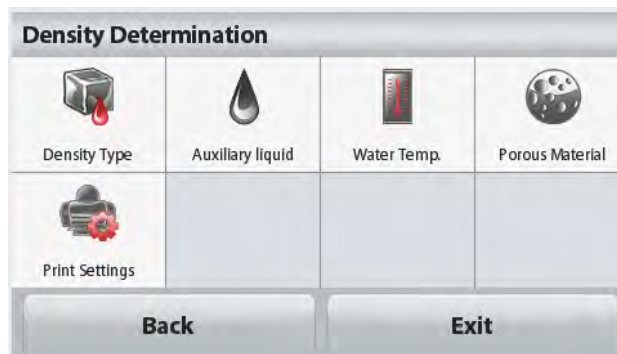 Density Determination
Density Type
Auxiliary liquid
Water Temp.
Porous Material
Print Settings
Back
Exit